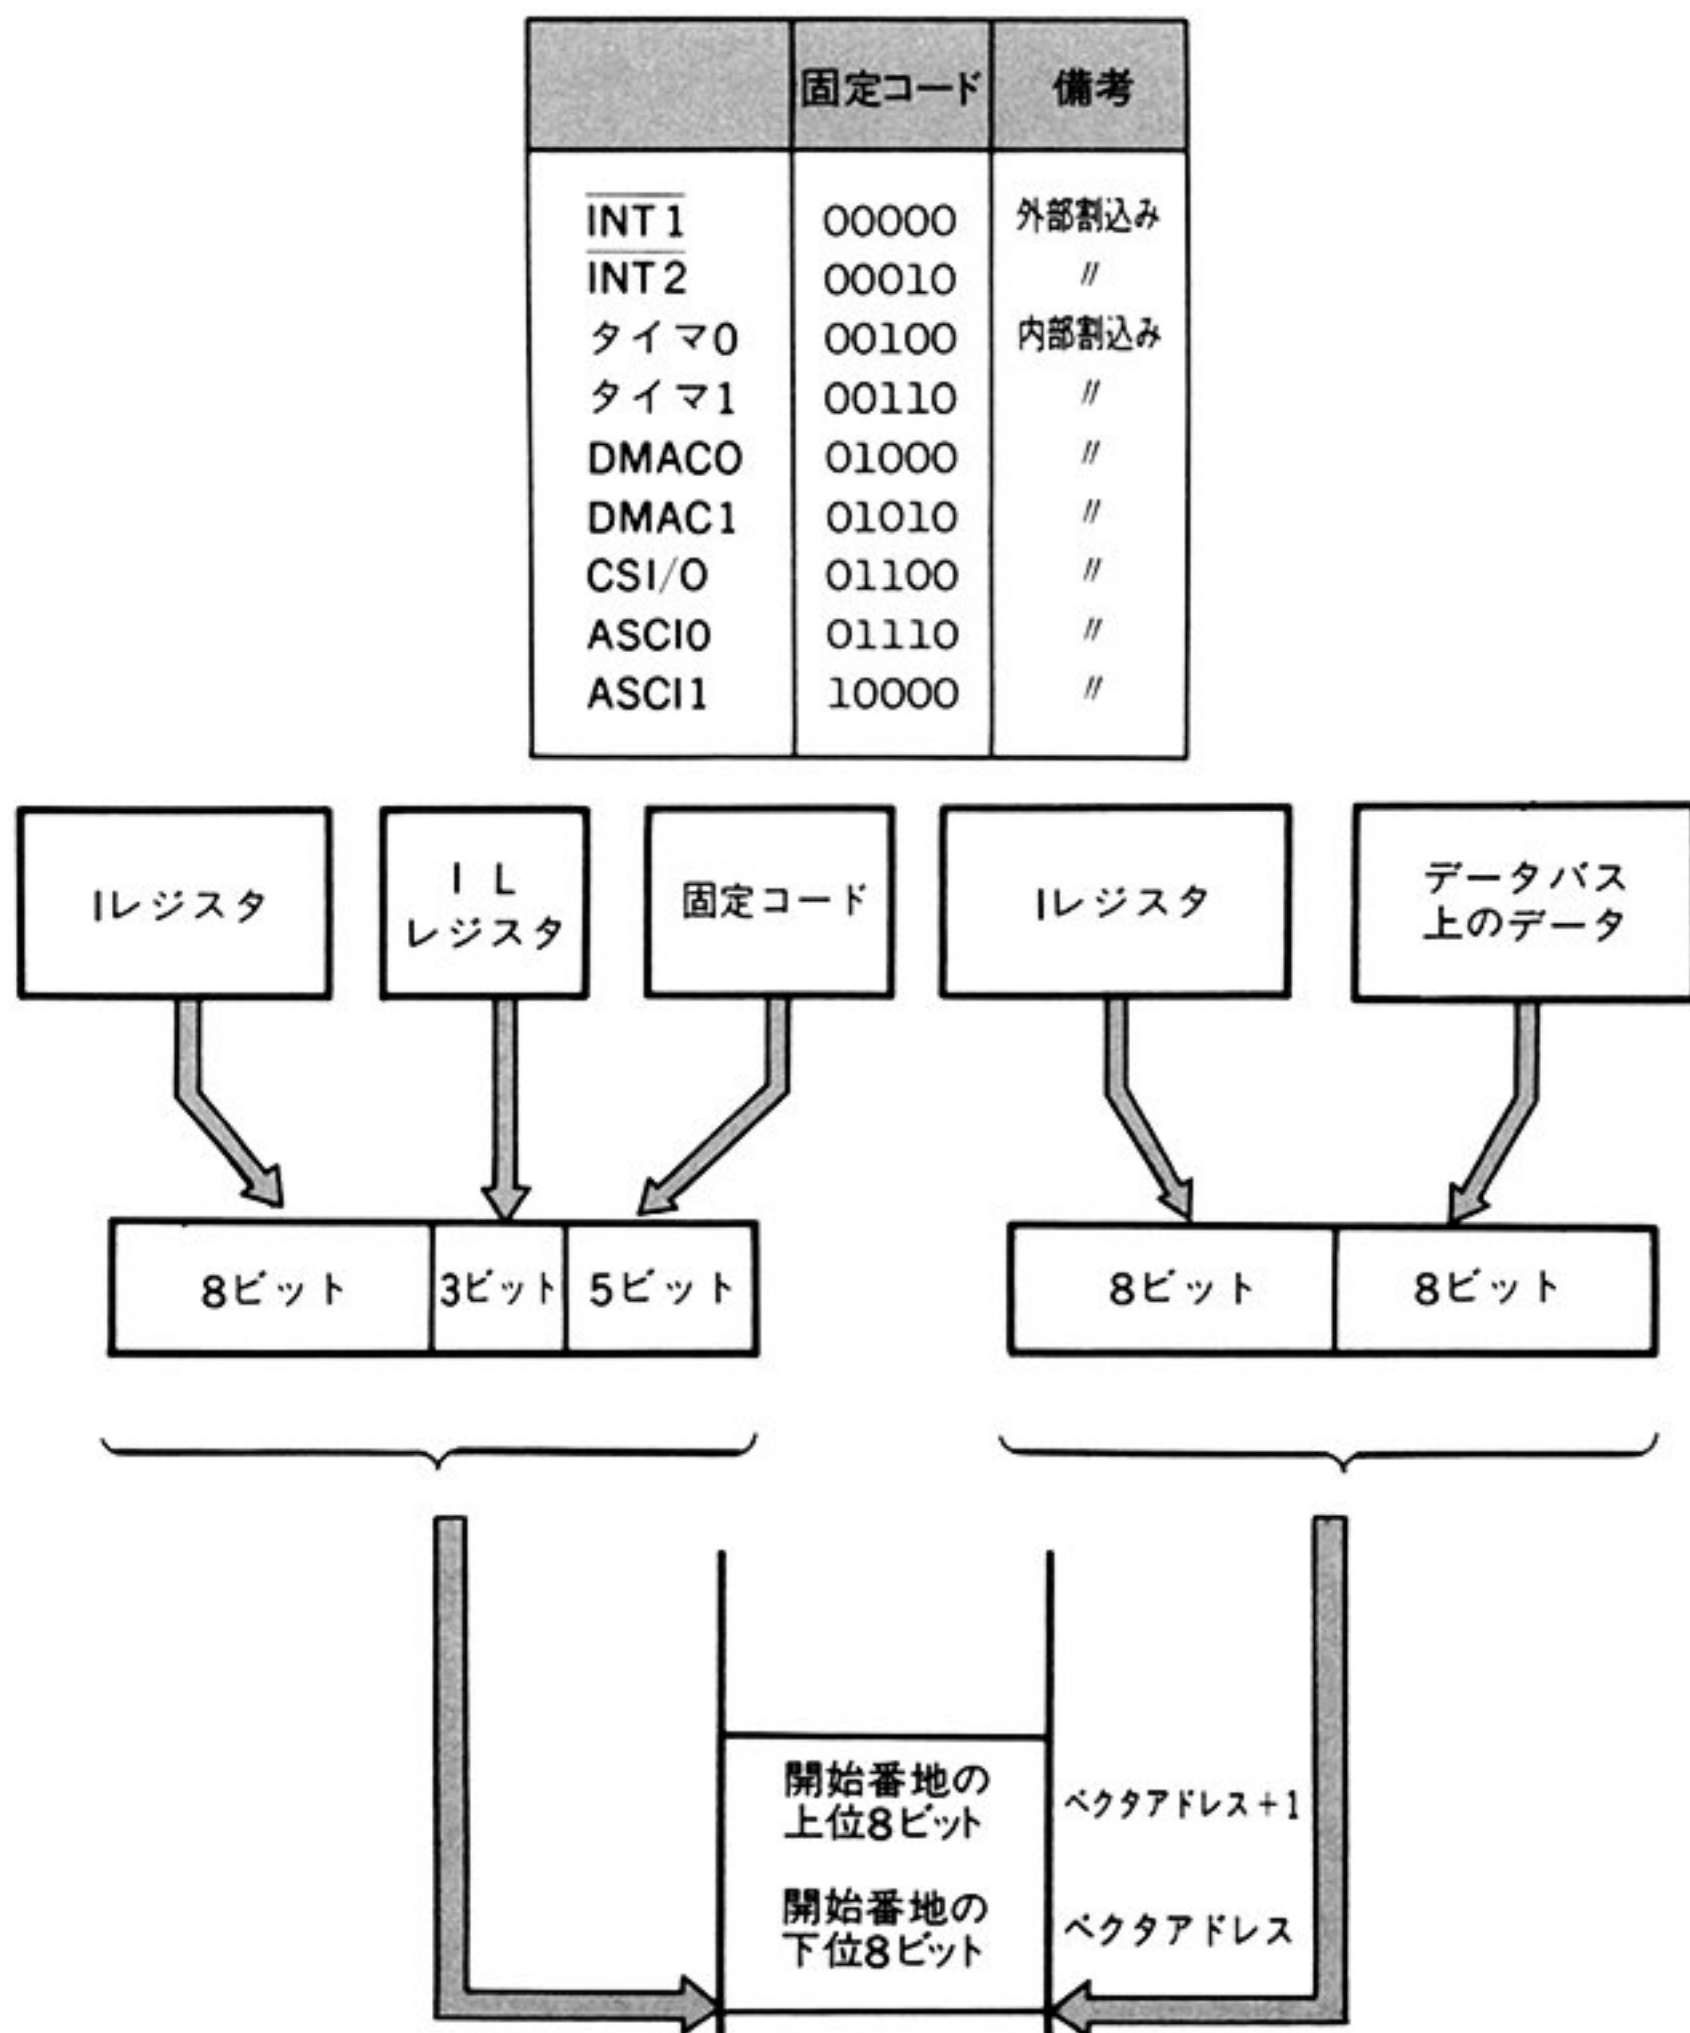 固定コード 備考
INT1 00000 外部割込み
INT2 00010 〃
タイマ0 00100 内部割込み
タイマ1 00110 〃
DMAC0 01000 〃
DMAC1 01010 〃
CSI/O 01100 〃
ASCI0 01110 〃
ASCI1 10000 〃
Iレジスタ
I L
レジスタ
固定コード
Iレジスタ
データバス
上のデータ
8ビット 3ビット 5ビット
8ビット 8ビット
開始番地の
上位8ビット
ベクタアドレス+1
開始番地の
下位8ビット
ベクタアドレス